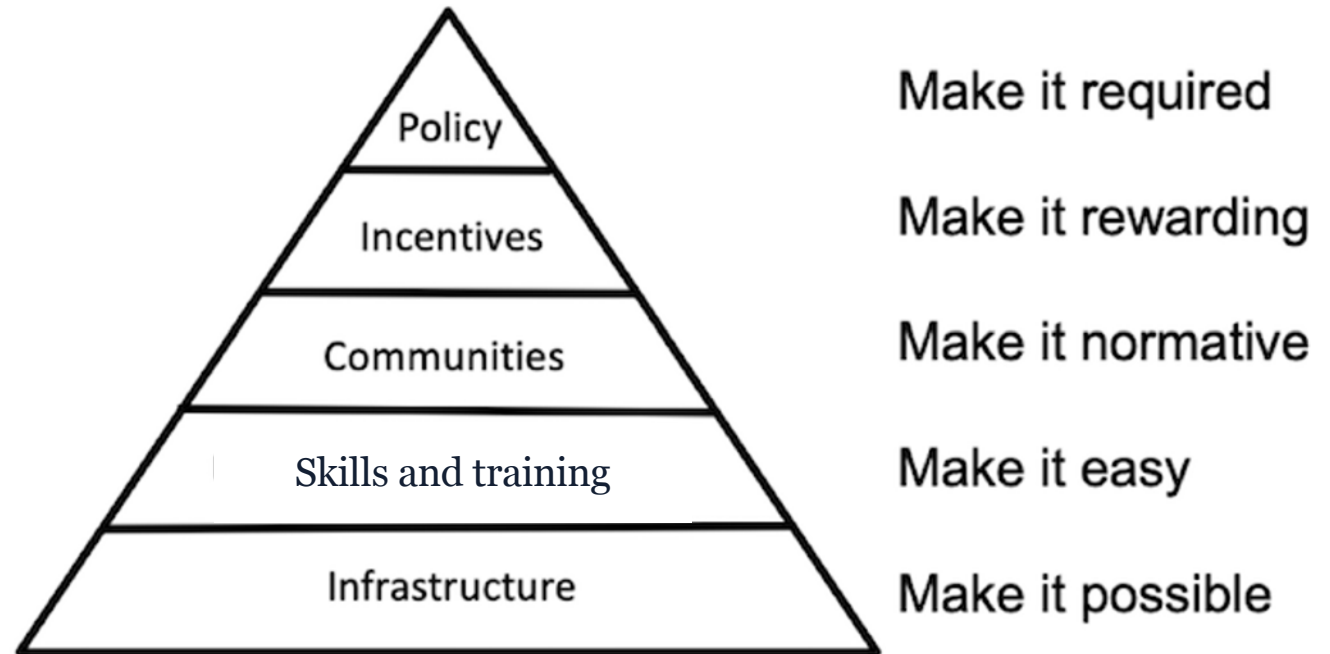 Policy
Make it required
Incentives
Make it rewarding
Communities
Make it normative
Skills and training
Make it easy
Infrastructure
Make it possible